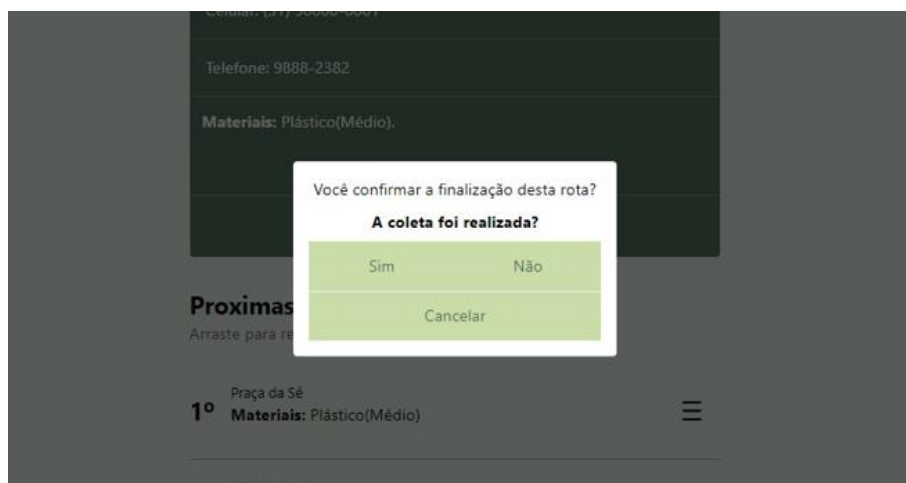 Telefone: 9888-2382
Materiais: Plástico(Médio).
Você confirmar a finalização desta rota?
A coleta foi realizada?
Sim Não
Cancelar
Proximas
Arraste para re
Praça da Sé
1º Materiais: Plástico(Médio)